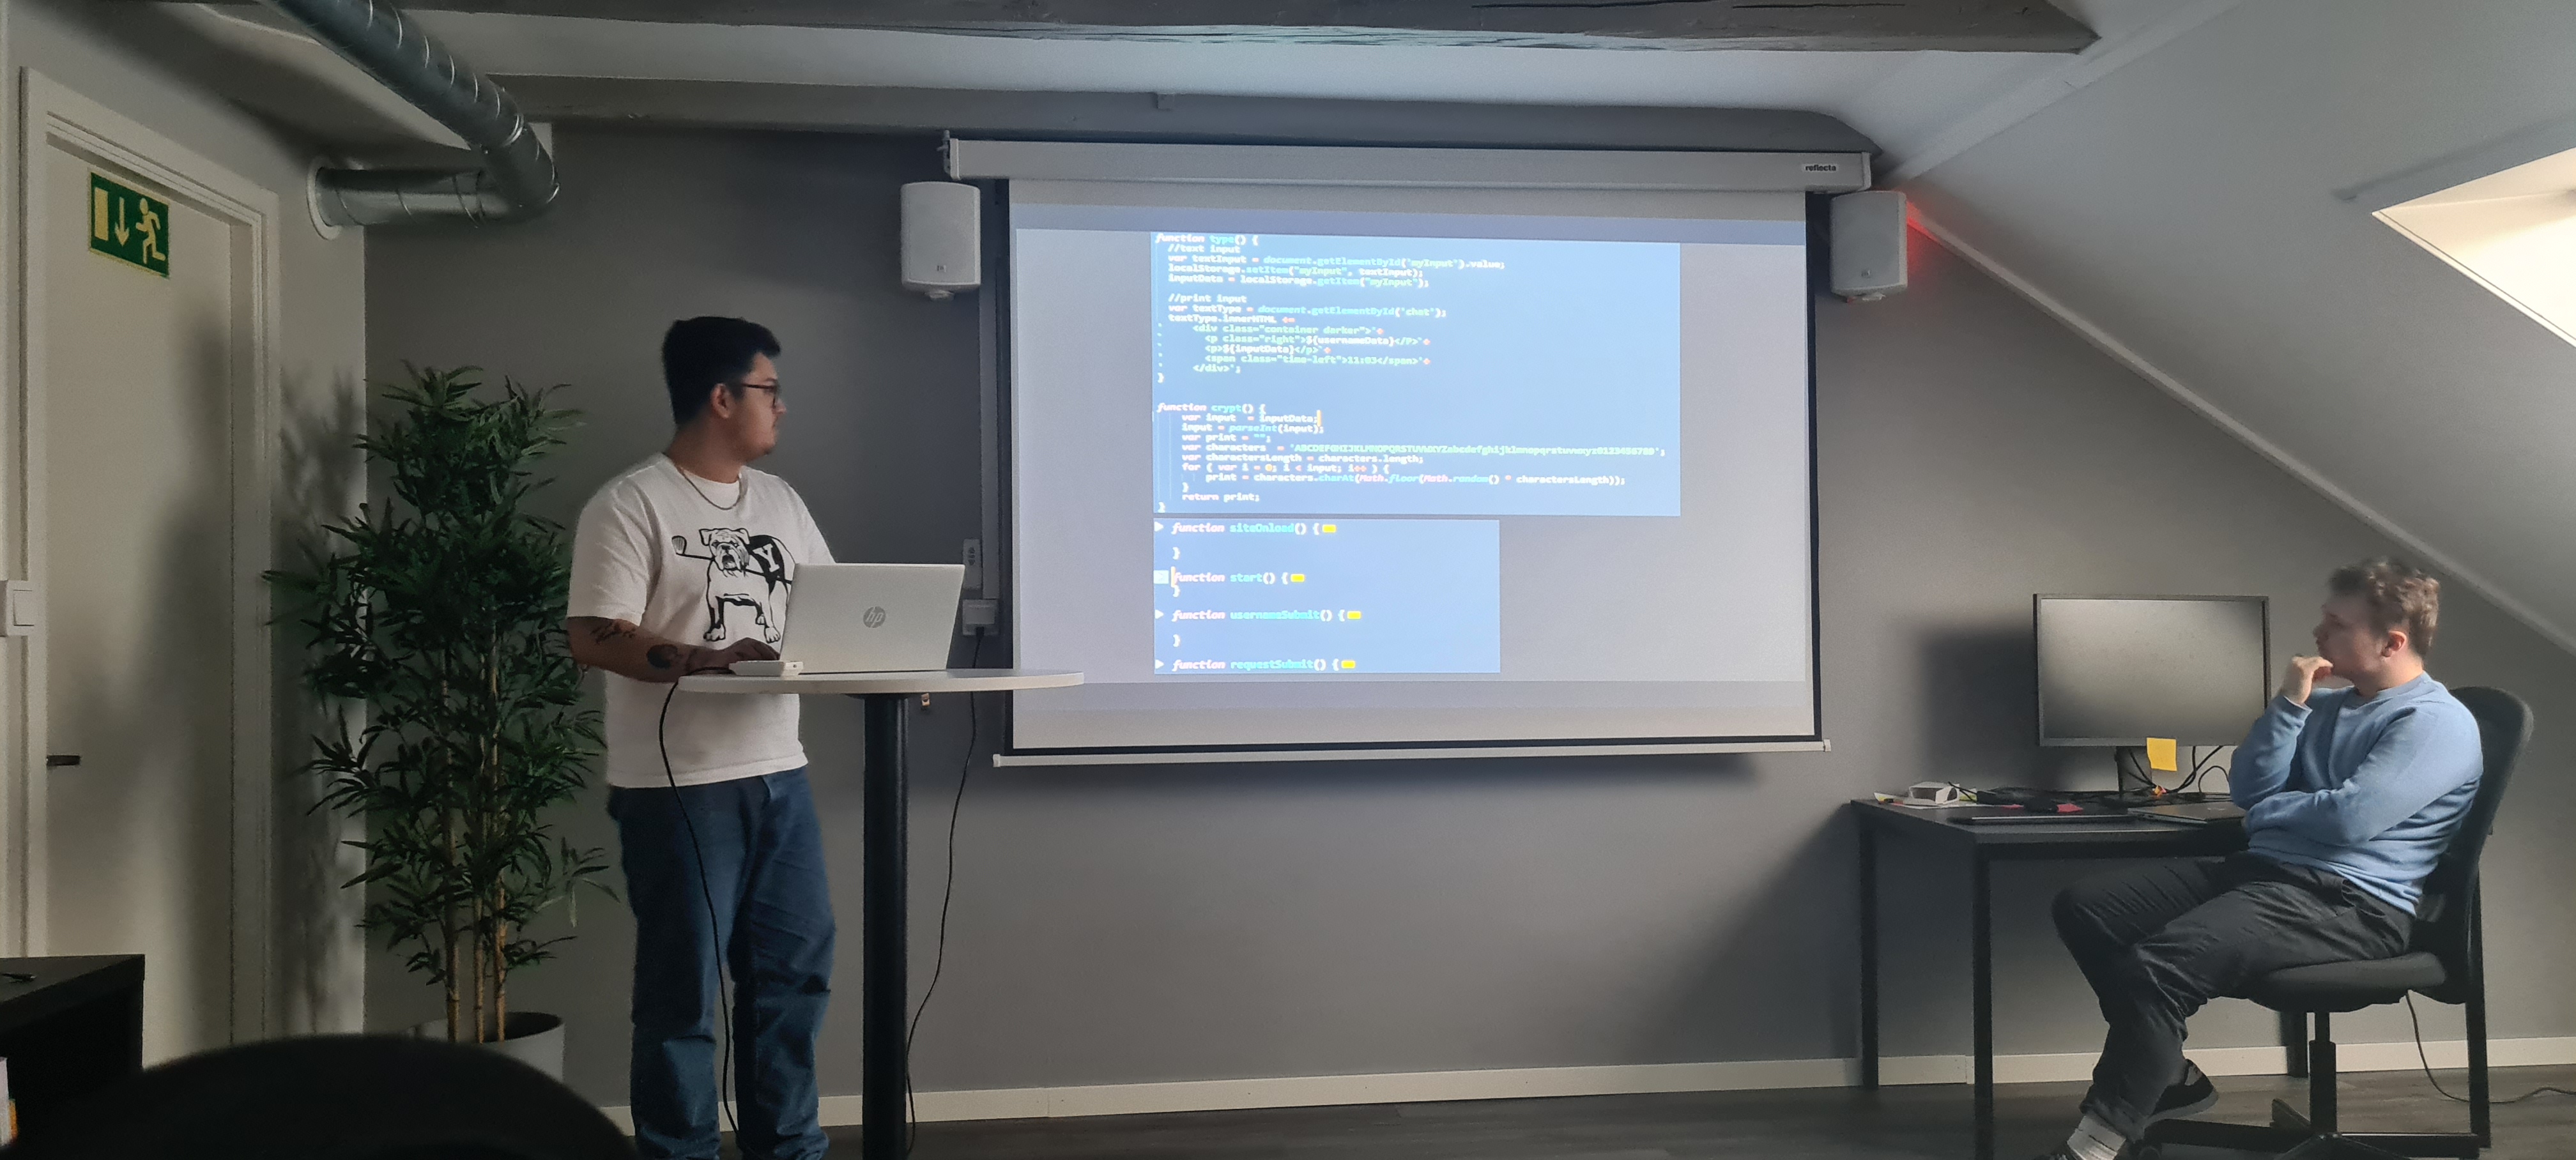 reflecta
function type() {
//text input
var textInput = document.getElementById('myInput').value;
localStorage.setItem("myInput", textInput);
inputData = localStorage.getItem("myInput");
//print input
var textType = document.getElementById('chat');
textType.innerHTML +=
`<div class="container darker">`+
`<p class="right">${usernameData}</P>`+
`<p>${inputData}</p>`+
`<span class="time-left">11:03</span>`+
`</div>`;
}
function crypt() {
var input = inputData;
input = parseInt(input);
var print = "";
var characters = 'ABCDEFGHIJKLMNOPQRSTUVWXYZabcdefghijklmnopqrstuvwxyz0123456789';
var charactersLength = characters.length;
for ( var i = 0; i < input; i++ ) {
print = characters.charAt(Math.floor(Math.random() * charactersLength));
}
return print;
}
function siteOnload() {
}
function start() {
}
function usernameSubmit() {
}
function requestSubmit() {
Y
hp